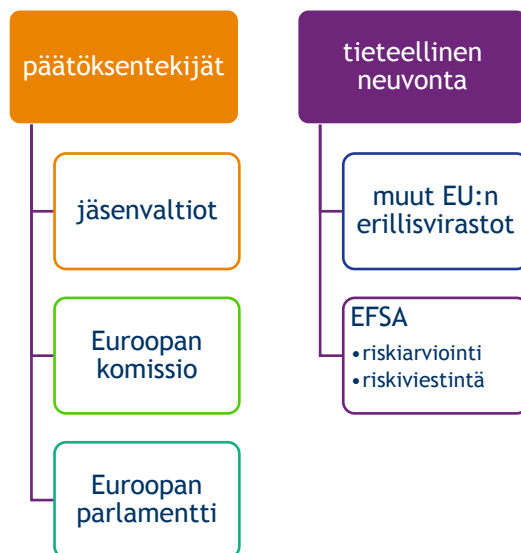 päätöksentekijät
jäsenvaltiot
Euroopan
komissio
Euroopan
parlamentti
tieteellinen
neuvonta
muut EU:n
erillisvirastot
EFSA
•riskiarviointi
•riskiviestintä